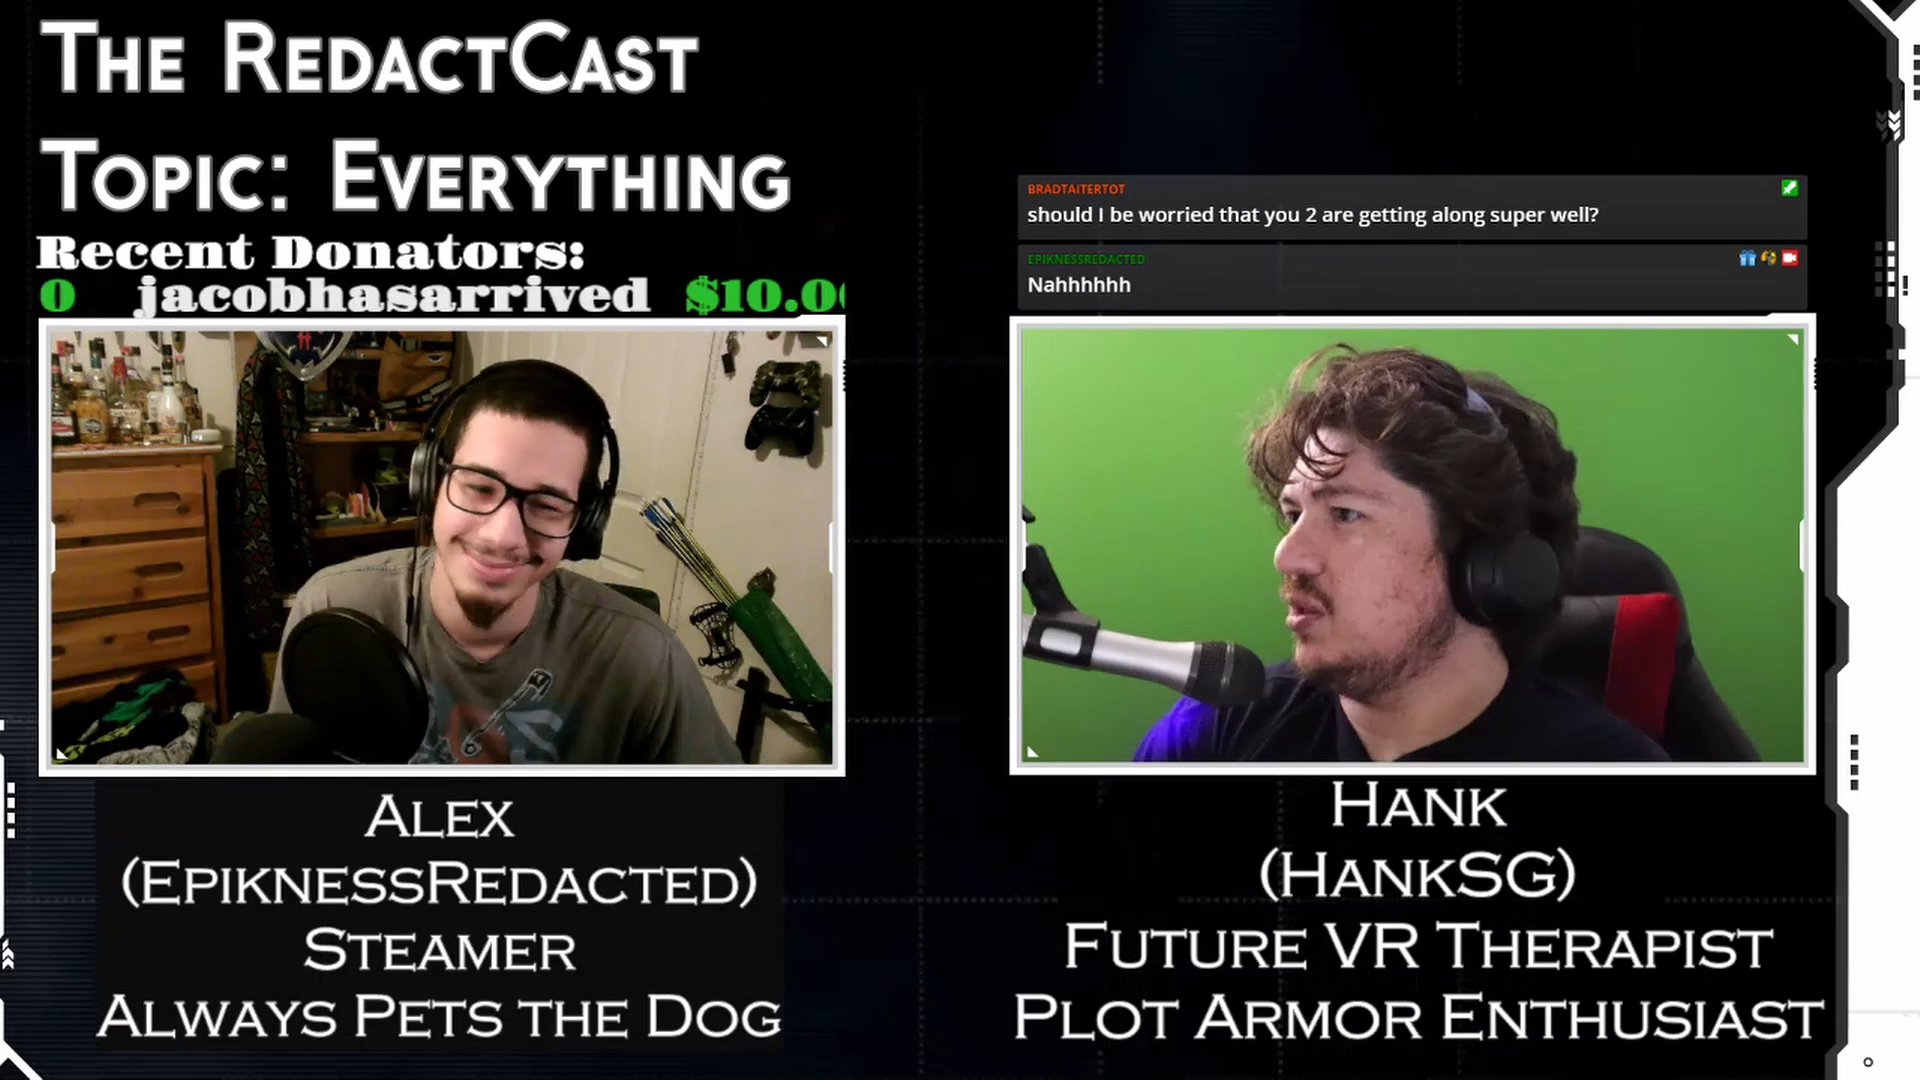 The RedactCast
Topic: Everything
Recent Donators:
0 jacobhasarrived $10.00
BRADTAITERTOT
should I be worried that you 2 are getting along super well?
EPIKNESSREDACTED
Nahhhhhh
Alex
(EpiknessRedacted)
Steamer
Always Pets the Dog
Hank
(HankSG)
Future VR Therapist
Plot Armor Enthusiast